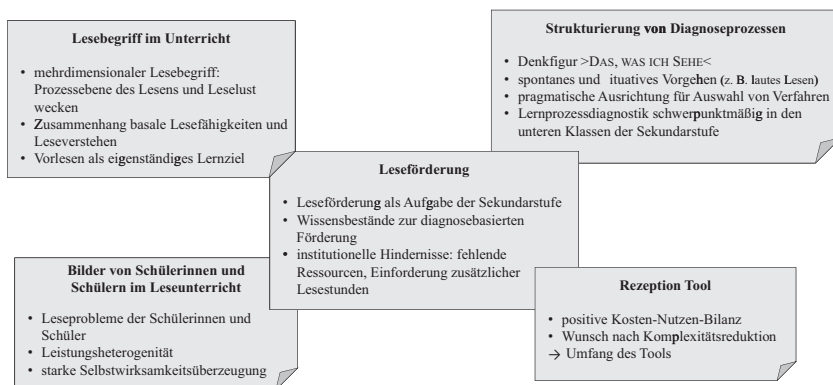 Lesebegriff im Unterricht
• mehrdimensionaler Lesebegriff:
Prozessebene des Lesens und Leselust
wecken
• Zusammenhang basale Lesefähigkeiten und
Leseverstehen
• Vorlesen als eigenständiges Lernziel
Strukturierung von Diagnoseprozessen
• Denkfigur >DAS, WAS ICH SEHE<
• spontanes und ituatives Vorgehen (z. B. lautes Lesen)
• pragmatische Ausrichtung für Auswahl von Verfahren
• Lernprozessdiagnostik schwerpunktmäßig in den
unteren Klassen der Sekundarstufe
Leseförderung
• Leseförderung als Aufgabe der Sekundarstufe
• Wissensbestände zur diagnosebasierten
Förderung
• institutionelle Hindernisse: fehlende
Ressourcen, Einforderung zusätzlicher
Lesestunden
Bilder von Schülerinnen und
Schülern im Leseunterricht
• Leseprobleme der Schülerinnen und
Schüler
• Leistungsheterogenität
• starke Selbstwirksamkeitsüberzeugung
Rezeption Tool
• positive Kosten-Nutzen-Bilanz
• Wunsch nach Komplexitätsreduktion
→ Umfang des Tools